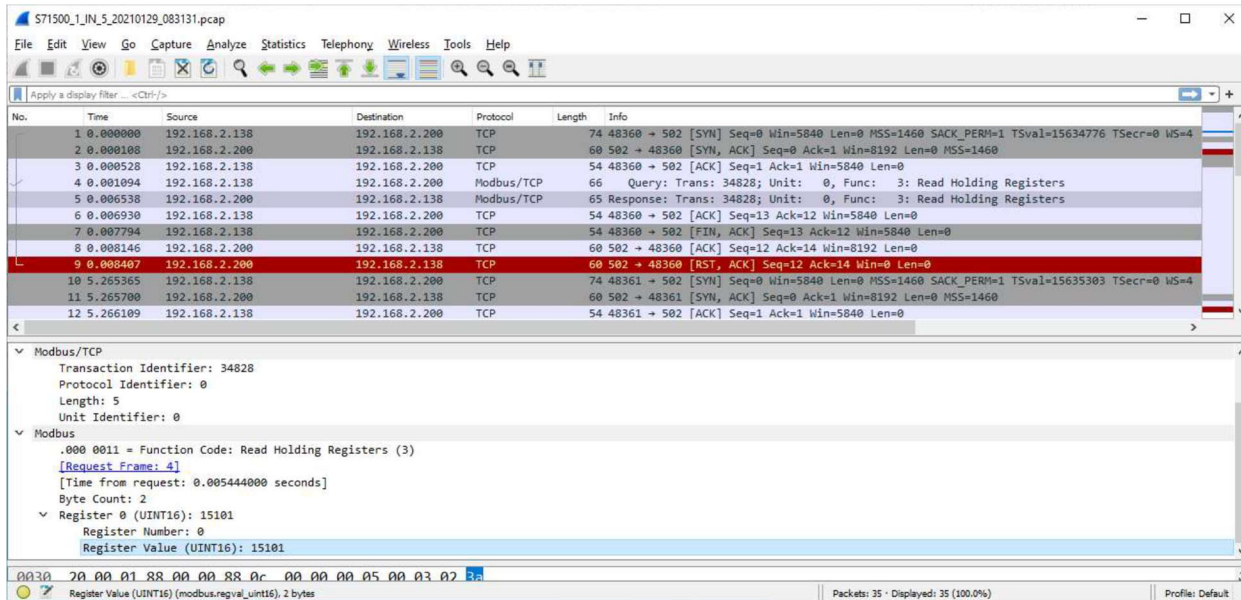 S71500_1_IN_5_20210129_083131.pcap
File Edit View Go Capture Analyze Statistics Telephony Wireless Tools Help
Apply a display filter ... <Ctrl-/>
No. Time Source Destination Protocol Length Info
1 0.000000 192.168.2.138 192.168.2.200 TCP 74 48360 → 502 [SYN] Seq=0 Win=5840 Len=0 MSS=1460 SACK_PERM=1 TSval=15634776 TSecr=0 WS=4
2 0.000108 192.168.2.200 192.168.2.138 TCP 60 502 → 48360 [SYN, ACK] Seq=0 Ack=1 Win=8192 Len=0 MSS=1460
3 0.000528 192.168.2.138 192.168.2.200 TCP 54 48360 → 502 [ACK] Seq=1 Ack=1 Win=5840 Len=0
4 0.001094 192.168.2.138 192.168.2.200 Modbus/TCP 66 Query: Trans: 34828; Unit: 0, Func: 3: Read Holding Registers
5 0.006538 192.168.2.200 192.168.2.138 Modbus/TCP 65 Response: Trans: 34828; Unit: 0, Func: 3: Read Holding Registers
6 0.006930 192.168.2.138 192.168.2.200 TCP 54 48360 → 502 [ACK] Seq=13 Ack=12 Win=5840 Len=0
7 0.007794 192.168.2.138 192.168.2.200 TCP 54 48360 → 502 [FIN, ACK] Seq=13 Ack=12 Win=5840 Len=0
8 0.008146 192.168.2.200 192.168.2.138 TCP 60 502 → 48360 [ACK] Seq=12 Ack=14 Win=8192 Len=0
9 0.008407 192.168.2.200 192.168.2.138 TCP 60 502 → 48360 [RST, ACK] Seq=12 Ack=14 Win=0 Len=0
10 5.265365 192.168.2.138 192.168.2.200 TCP 74 48361 → 502 [SYN] Seq=0 Win=5840 Len=0 MSS=1460 SACK_PERM=1 TSval=15635303 TSecr=0 WS=4
11 5.265700 192.168.2.200 192.168.2.138 TCP 60 502 → 48361 [SYN, ACK] Seq=0 Ack=1 Win=8192 Len=0 MSS=1460
12 5.266109 192.168.2.138 192.168.2.200 TCP 54 48361 → 502 [ACK] Seq=1 Ack=1 Win=5840 Len=0
Modbus/TCP
Transaction Identifier: 34828
Protocol Identifier: 0
Length: 5
Unit Identifier: 0
Modbus
.000 0011 = Function Code: Read Holding Registers (3)
[Request Frame: 4]
[Time from request: 0.005444000 seconds]
Byte Count: 2
Register 0 (UINT16): 15101
Register Number: 0
Register Value (UINT16): 15101
0030 20 00 01 88 00 00 88 0c 00 00 00 05 00 03 02 3a
Register Value (UINT16) (modbus.regval_uint16), 2 bytes Packets: 35 · Displayed: 35 (100.0%) Profile: Default